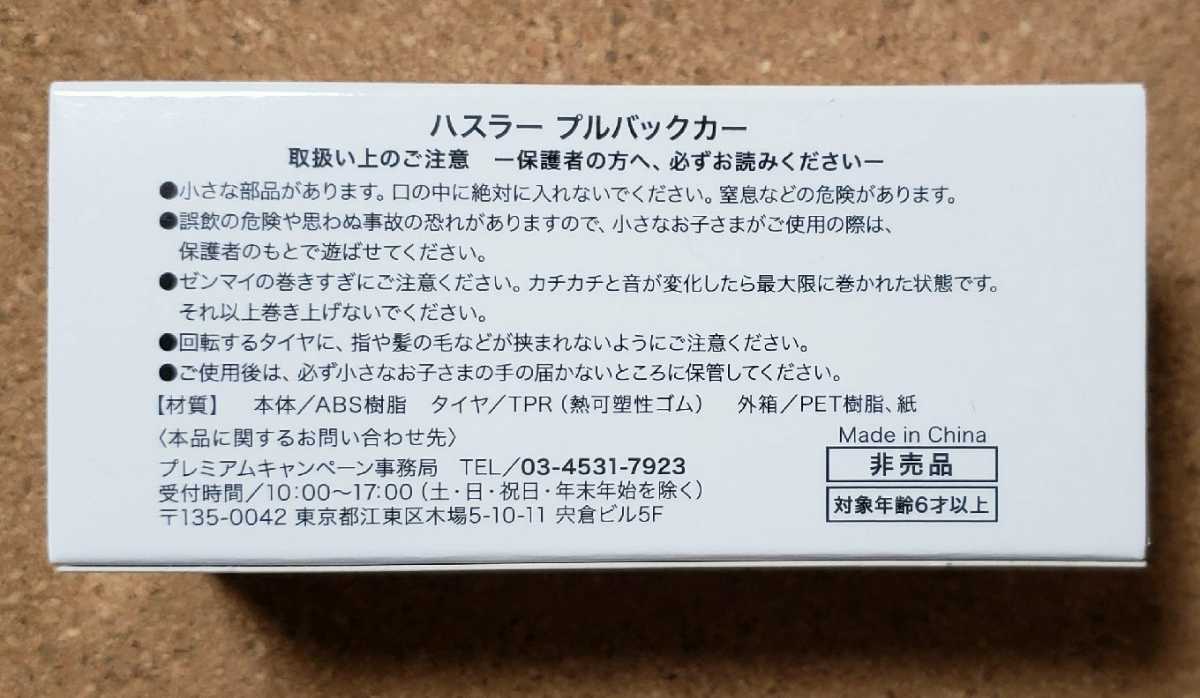 ハスラー プルバックカー
取扱い上のご注意　ー保護者の方へ、必ずお読みくださいー
●小さな部品があります。口の中に絶対に入れないでください。窒息などの危険があります。
●誤飲の危険や思わぬ事故の恐れがありますので、小さなお子さまがご使用の際は、
保護者のもとで遊ばせてください。
●ゼンマイの巻きすぎにご注意ください。カチカチと音が変化したら最大限に巻かれた状態です。
それ以上巻き上げないでください。
●回転するタイヤに、指や髪の毛などが挟まれないようにご注意ください。
●ご使用後は、必ず小さなお子さまの手の届かないところに保管してください。
【材質】　本体／ABS樹脂　タイヤ／TPR（熱可塑性ゴム）　外箱／PET樹脂、紙
〈本品に関するお問い合わせ先〉
プレミアムキャンペーン事務局　TEL／03-4531-7923
受付時間／10:00〜17:00（土・日・祝日・年末年始を除く）
〒135-0042 東京都江東区木場5-10-11 宍倉ビル5F
Made in China
非売品
対象年齢6才以上